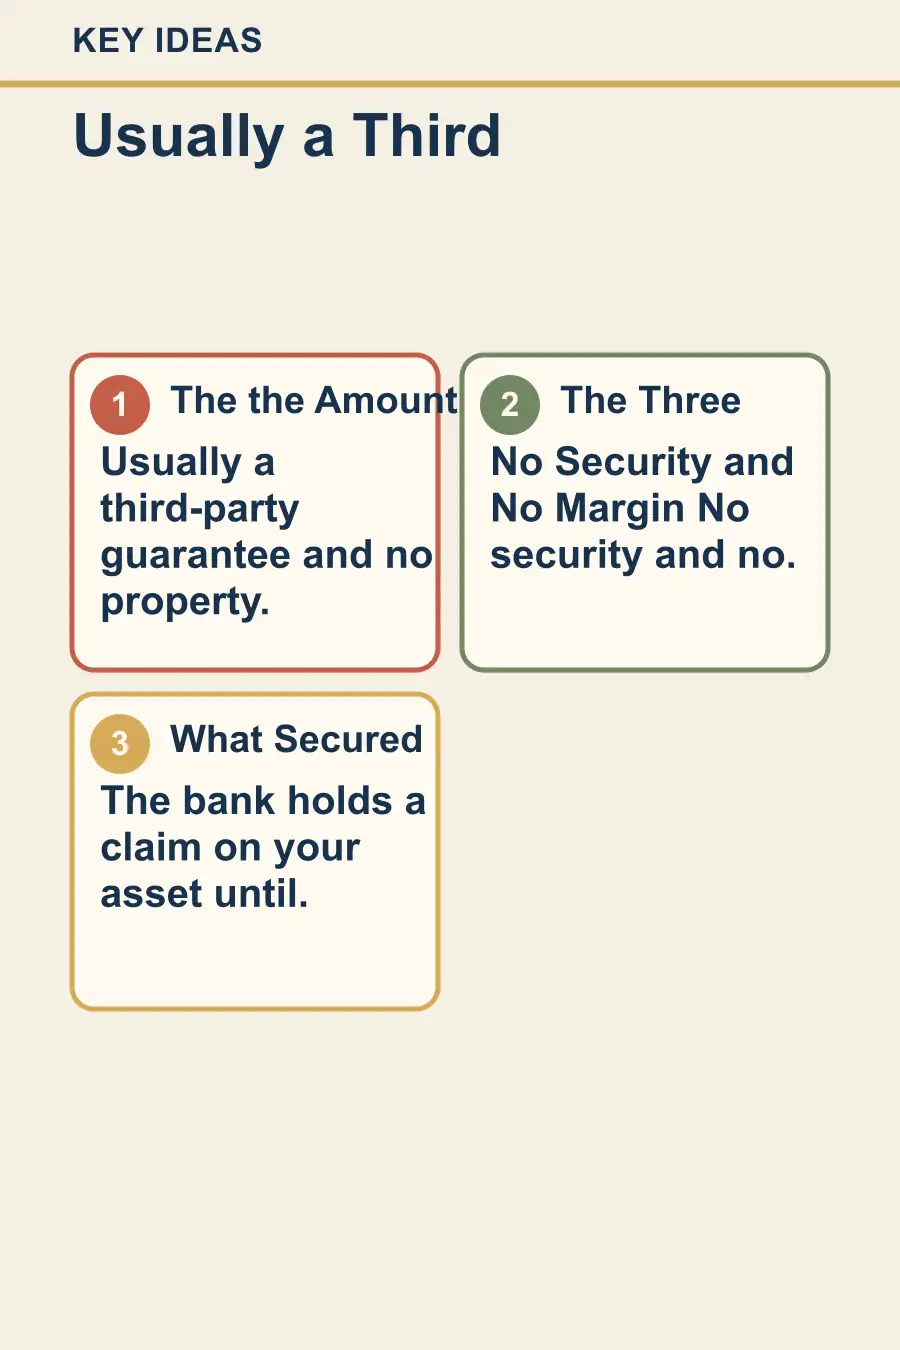 KEY IDEAS
Usually a Third
1
The the Amount
Usually a
third-party
guarantee and no
property.
2
The Three
No Security and
No Margin No
security and no.
3
What Secured
The bank holds a
claim on your
asset until.